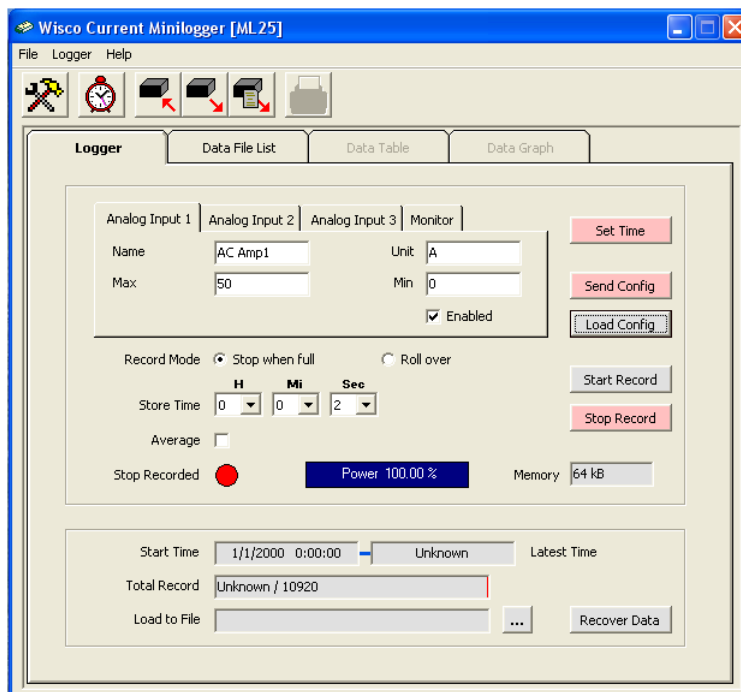 Wisco Current Minilogger [ML25]
File Logger Help
Logger Data File List Data Table Data Graph
Analog Input 1 Analog Input 2 Analog Input 3 Monitor
Name AC Amp1 Unit A
Max 50 Min 0
Enabled
Set Time
Send Config
Load Config
Record Mode Stop when full Roll over
H Mi Sec
Store Time 0 0 2
Start Record
Average
Stop Record
Stop Recorded Power 100.00 % Memory 64 kB
Start Time 1/1/2000 0:00:00 Unknown Latest Time
Total Record Unknown / 10920
Load to File ... Recover Data